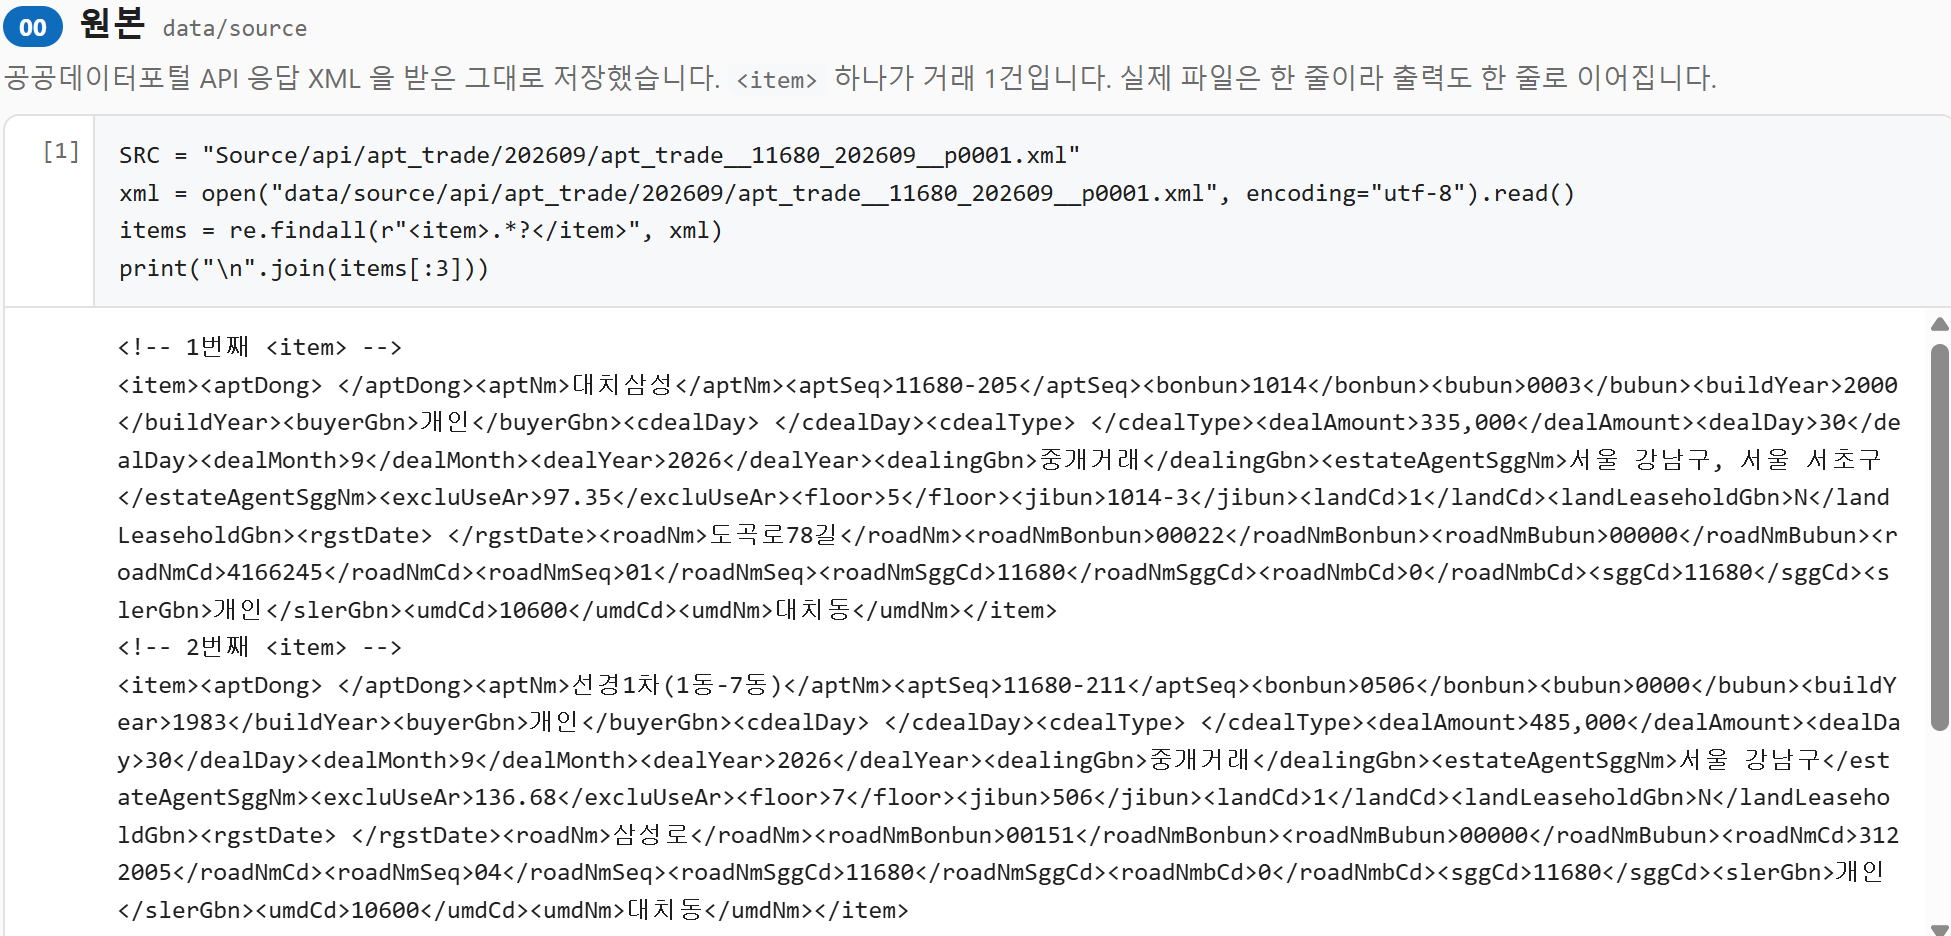 00 원본 data/source
공공데이터포털 API 응답 XML 을 받은 그대로 저장했습니다. <item> 하나가 거래 1건입니다. 실제 파일은 한 줄이라 출력도 한 줄로 이어집니다.
[1]
SRC = "Source/api/apt_trade/202609/apt_trade__11680_202609__p0001.xml"
xml = open("data/source/api/apt_trade/202609/apt_trade__11680_202609__p0001.xml", encoding="utf-8").read()
items = re.findall(r"<item>.*?</item>", xml)
print("\n".join(items[:3]))
<!-- 1번째 <item> -->
<item><aptDong> </aptDong><aptNm>대치삼성</aptNm><aptSeq>11680-205</aptSeq><bonbun>1014</bonbun><bubun>0003</bubun><buildYear>2000
</buildYear><buyerGbn>개인</buyerGbn><cdealDay> </cdealDay><cdealType> </cdealType><dealAmount>335,000</dealAmount><dealDay>30</de
alDay><dealMonth>9</dealMonth><dealYear>2026</dealYear><dealingGbn>중개거래</dealingGbn><estateAgentSggNm>서울 강남구, 서울 서초구
</estateAgentSggNm><excluUseAr>97.35</excluUseAr><floor>5</floor><jibun>1014-3</jibun><landCd>1</landCd><landLeaseholdGbn>N</land
LeaseholdGbn><rgstDate> </rgstDate><roadNm>도곡로78길</roadNm><roadNmBonbun>00022</roadNmBonbun><roadNmBubun>00000</roadNmBubun><r
oadNmCd>4166245</roadNmCd><roadNmSeq>01</roadNmSeq><roadNmSggCd>11680</roadNmSggCd><roadNmbCd>0</roadNmbCd><sggCd>11680</sggCd><s
lerGbn>개인</slerGbn><umdCd>10600</umdCd><umdNm>대치동</umdNm></item>
<!-- 2번째 <item> -->
<item><aptDong> </aptDong><aptNm>선경1차(1동-7동)</aptNm><aptSeq>11680-211</aptSeq><bonbun>0506</bonbun><bubun>0000</bubun><buildY
ear>1983</buildYear><buyerGbn>개인</buyerGbn><cdealDay> </cdealDay><cdealType> </cdealType><dealAmount>485,000</dealAmount><dealDa
y>30</dealDay><dealMonth>9</dealMonth><dealYear>2026</dealYear><dealingGbn>중개거래</dealingGbn><estateAgentSggNm>서울 강남구</est
ateAgentSggNm><excluUseAr>136.68</excluUseAr><floor>7</floor><jibun>506</jibun><landCd>1</landCd><landLeaseholdGbn>N</landLeaseho
ldGbn><rgstDate> </rgstDate><roadNm>삼성로</roadNm><roadNmBonbun>00151</roadNmBonbun><roadNmBubun>00000</roadNmBubun><roadNmCd>312
2005</roadNmCd><roadNmSeq>04</roadNmSeq><roadNmSggCd>11680</roadNmSggCd><roadNmbCd>0</roadNmbCd><sggCd>11680</sggCd><slerGbn>개인
</slerGbn><umdCd>10600</umdCd><umdNm>대치동</umdNm></item>